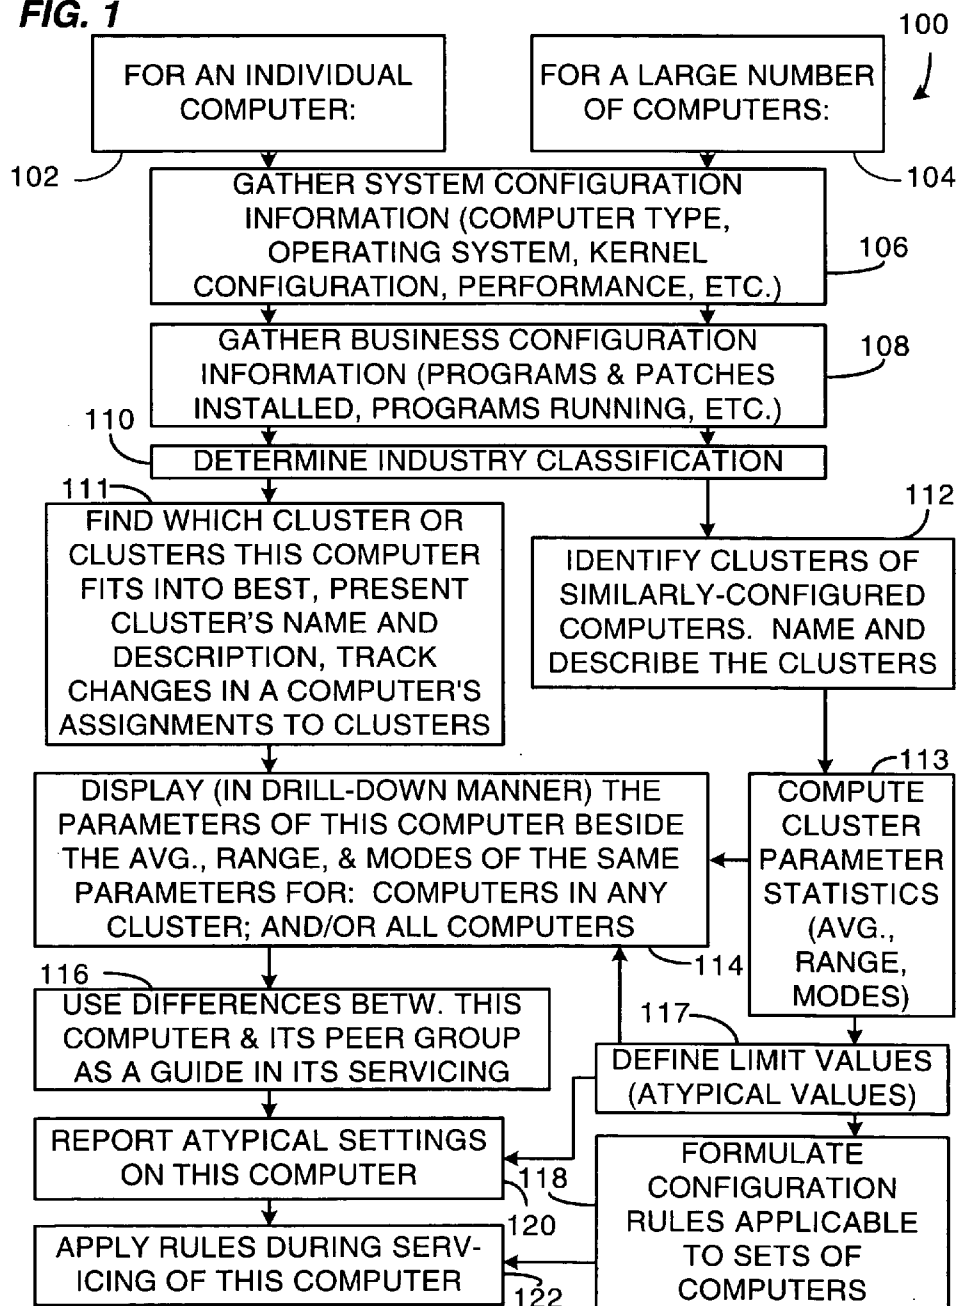 FIG. 1
100
FOR AN INDIVIDUAL
COMPUTER:
102
FOR A LARGE NUMBER
OF COMPUTERS:
104
GATHER SYSTEM CONFIGURATION
INFORMATION (COMPUTER TYPE,
OPERATING SYSTEM, KERNEL
CONFIGURATION, PERFORMANCE, ETC.)
106
GATHER BUSINESS CONFIGURATION
INFORMATION (PROGRAMS & PATCHES
INSTALLED, PROGRAMS RUNNING, ETC.)
108
110
DETERMINE INDUSTRY CLASSIFICATION
111
FIND WHICH CLUSTER OR
CLUSTERS THIS COMPUTER
FITS INTO BEST, PRESENT
CLUSTER'S NAME AND
DESCRIPTION, TRACK
CHANGES IN A COMPUTER'S
ASSIGNMENTS TO CLUSTERS
112
IDENTIFY CLUSTERS OF
SIMILARLY-CONFIGURED
COMPUTERS. NAME AND
DESCRIBE THE CLUSTERS
113
COMPUTE
CLUSTER
PARAMETER
STATISTICS
(AVG.,
RANGE,
MODES)
DISPLAY (IN DRILL-DOWN MANNER) THE
PARAMETERS OF THIS COMPUTER BESIDE
THE AVG., RANGE, & MODES OF THE SAME
PARAMETERS FOR: COMPUTERS IN ANY
CLUSTER; AND/OR ALL COMPUTERS
114
116
USE DIFFERENCES BETW. THIS
COMPUTER & ITS PEER GROUP
AS A GUIDE IN ITS SERVICING
117
DEFINE LIMIT VALUES
(ATYPICAL VALUES)
REPORT ATYPICAL SETTINGS
ON THIS COMPUTER
120
118
FORMULATE
CONFIGURATION
RULES APPLICABLE
TO SETS OF
COMPUTERS
APPLY RULES DURING SERV-
ICING OF THIS COMPUTER
122